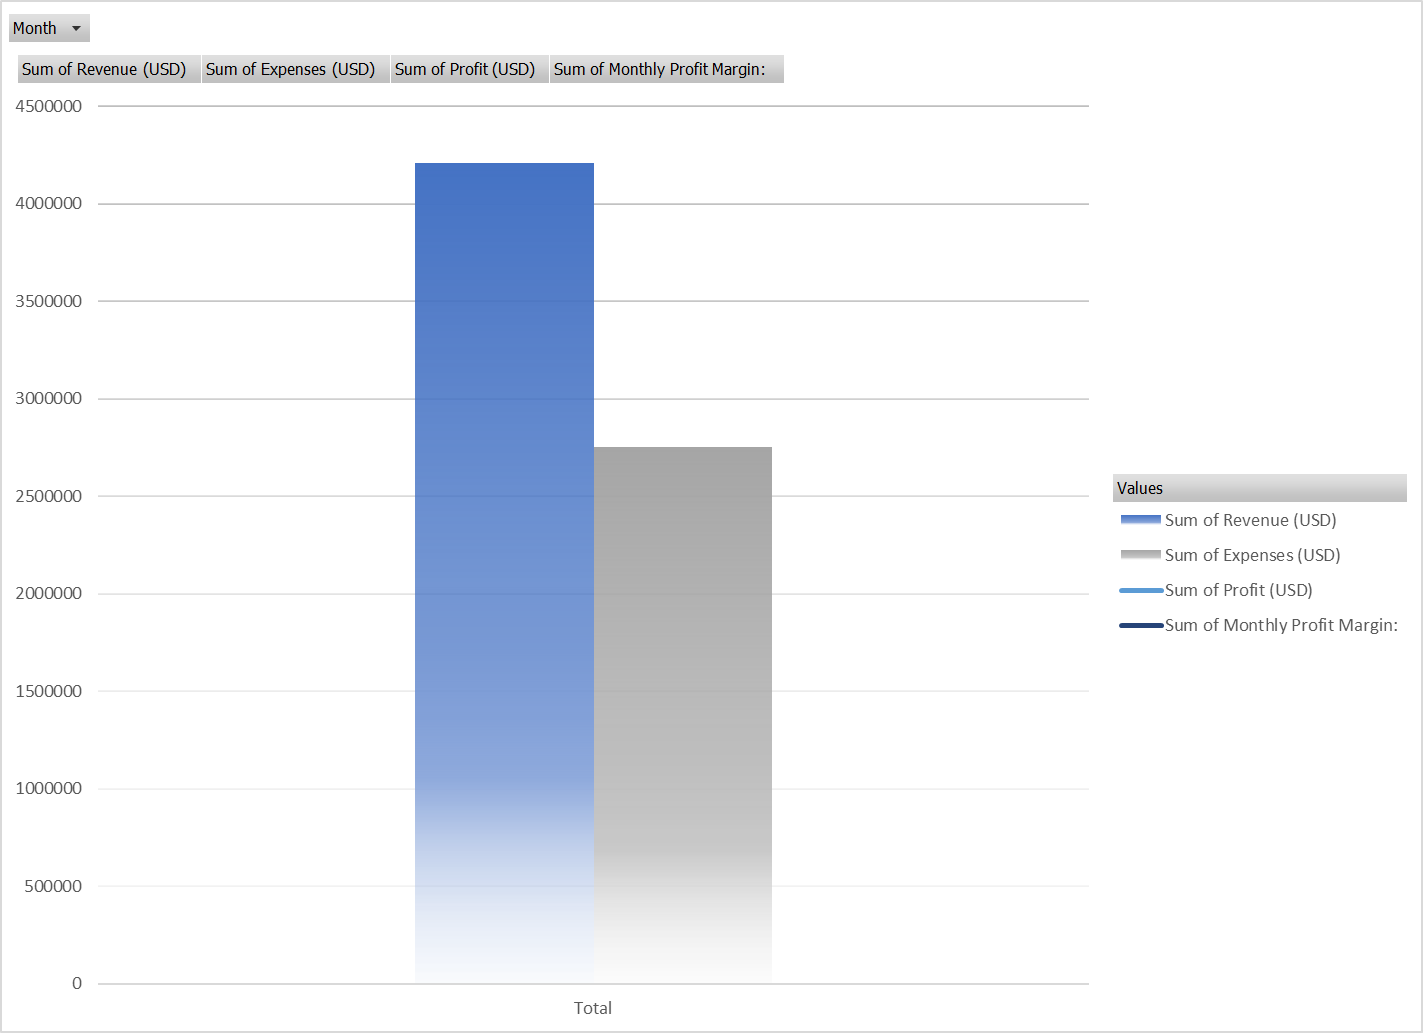 Month
Sum of Revenue (USD) Sum of Expenses (USD) Sum of Profit (USD) Sum of Monthly Profit Margin:
4500000
4000000
3500000
3000000
2500000
2000000
1500000
1000000
500000
0
Total
Values
Sum of Revenue (USD)
Sum of Expenses (USD)
Sum of Profit (USD)
Sum of Monthly Profit Margin: